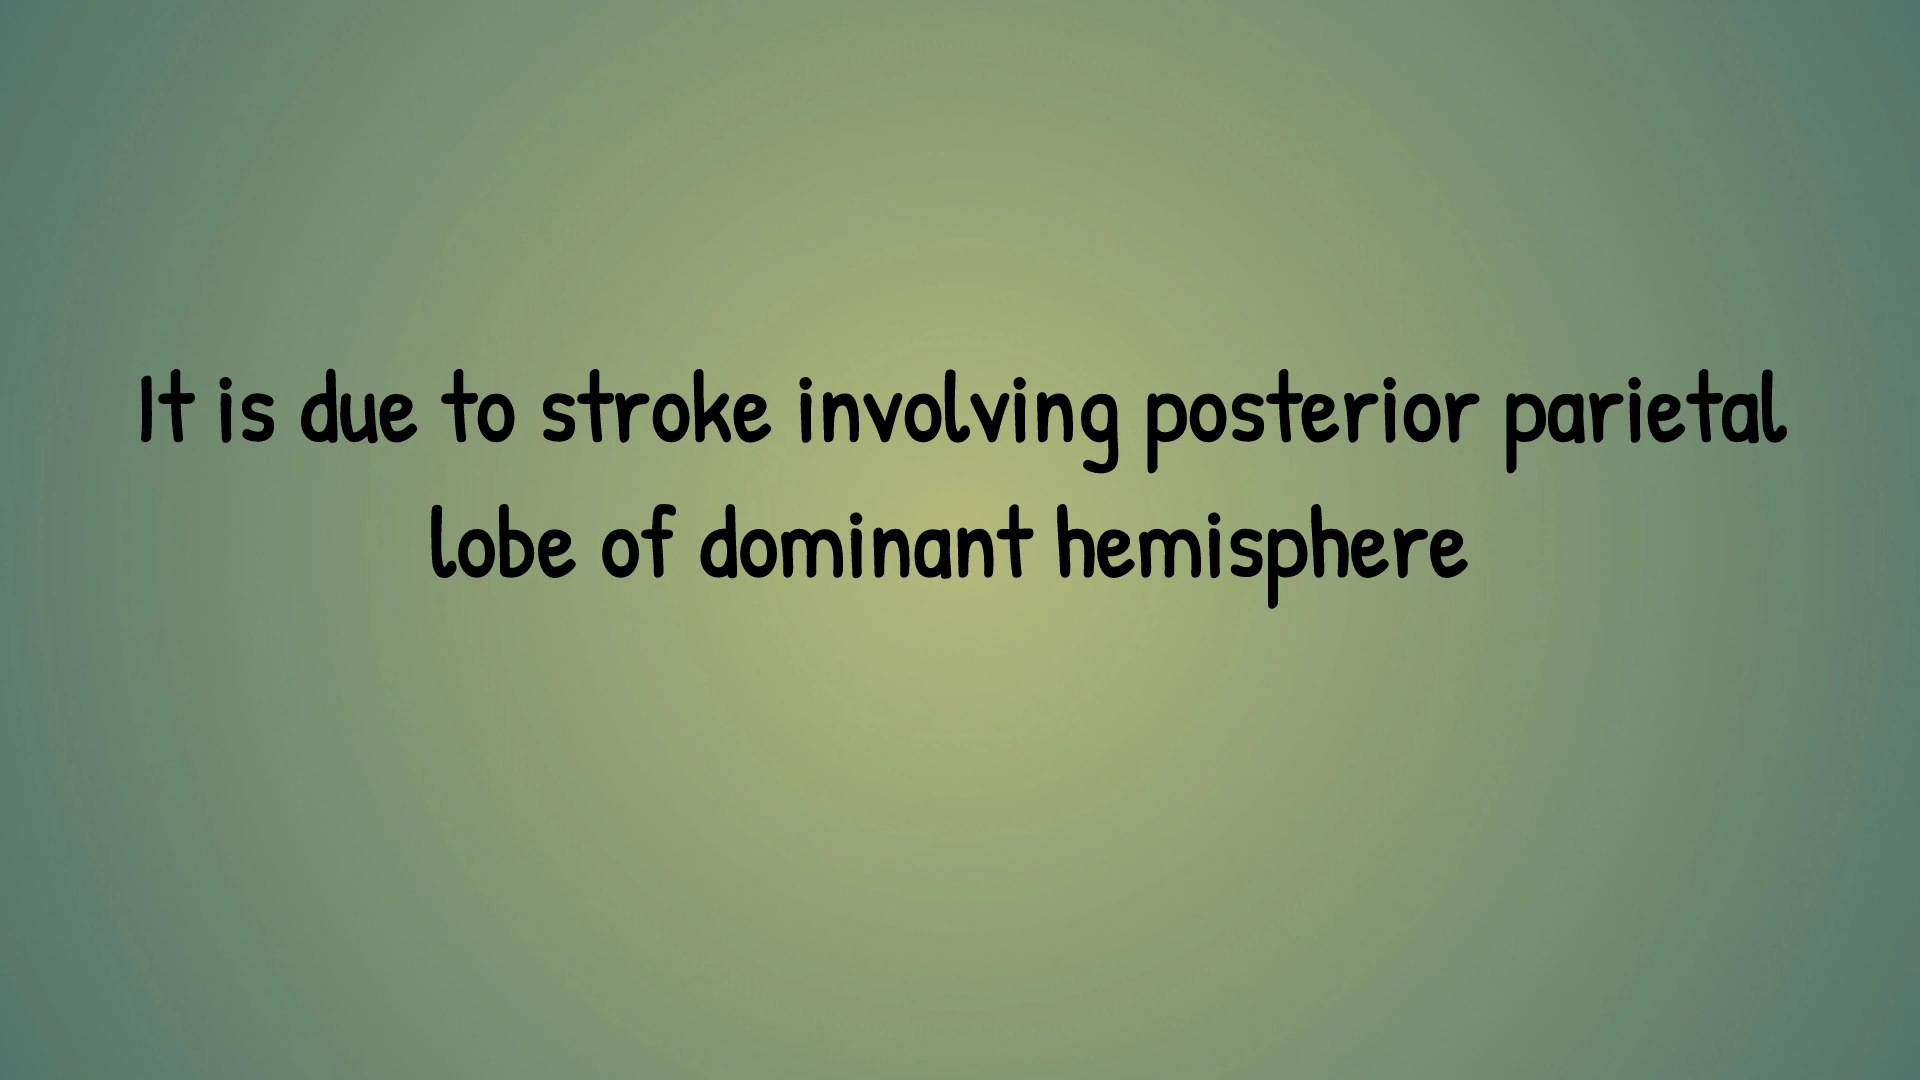 It is due to stroke involving posterior parietal
lobe of dominant hemisphere